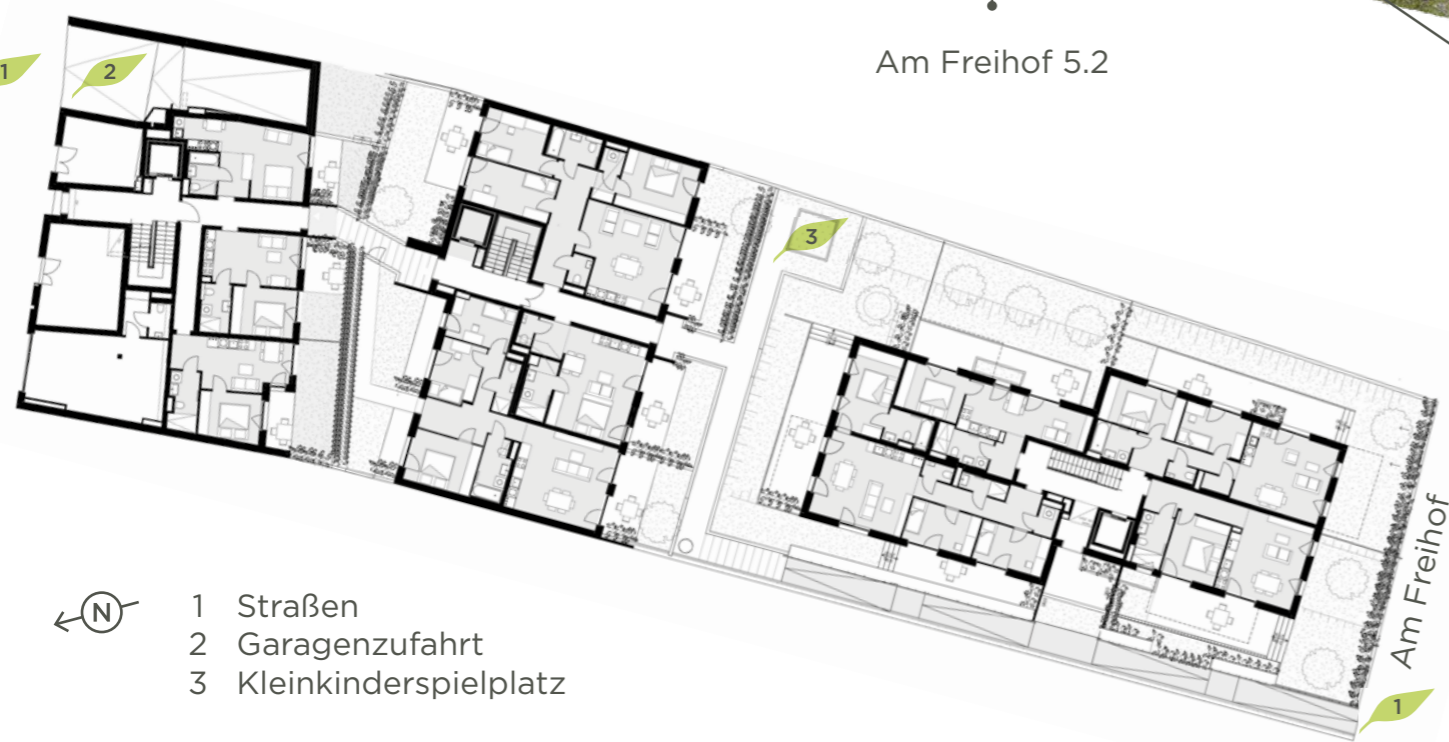 Am Freihof 5.2
1
2
3
Am Freihof
1
N
1 Straßen
2 Garagenzufahrt
3 Kleinkinderspielplatz